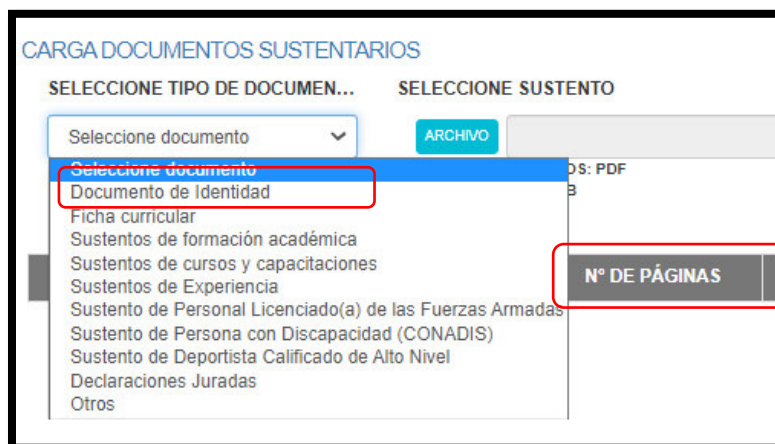 CARGA DOCUMENTOS SUSTENTARIOS
SELECCIONE TIPO DE DOCUMEN... SELECCIONE SUSTENTO
Seleccione documento ARCHIVO
Seleccione documento OS: PDF
Documento de Identidad B
Ficha curricular
Sustentos de formación académica
Sustentos de cursos y capacitaciones
Sustentos de Experiencia Nº DE PÁGINAS
Sustento de Personal Licenciado(a) de las Fuerzas Armadas
Sustento de Persona con Discapacidad (CONADIS)
Sustento de Deportista Calificado de Alto Nivel
Declaraciones Juradas
Otros